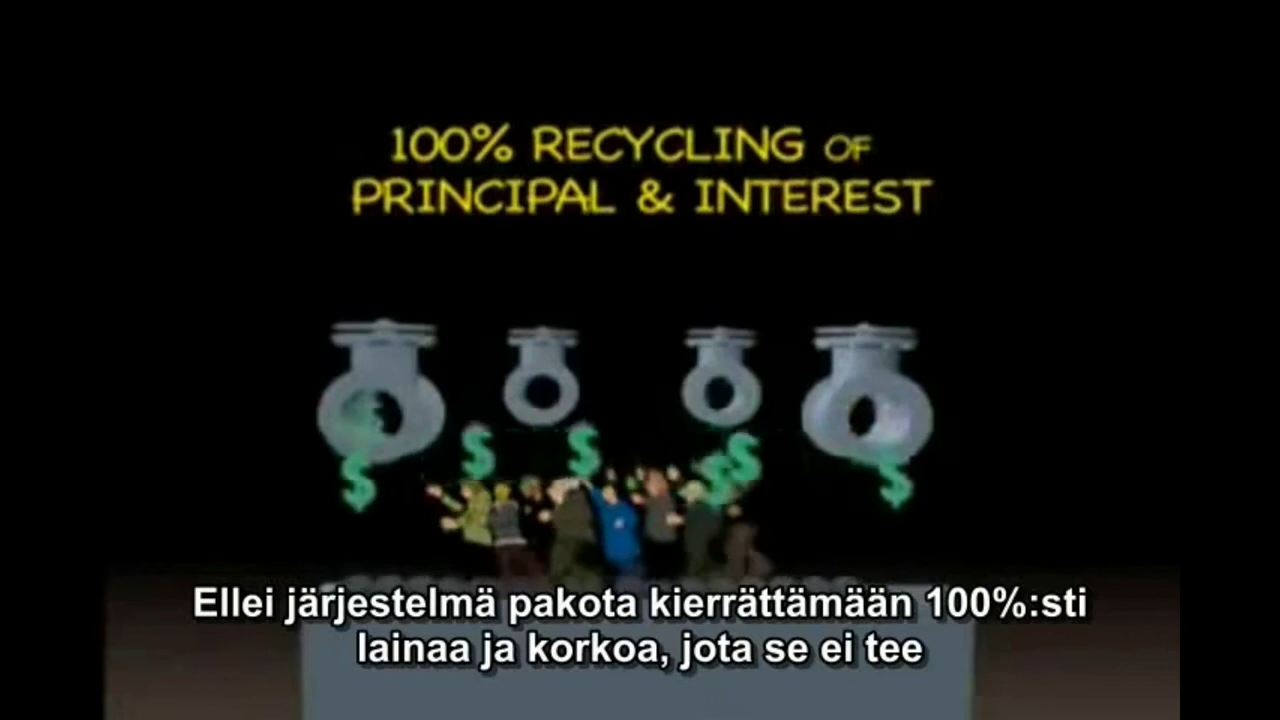 100% RECYCLING OF
PRINCIPAL & INTEREST
$ $ $ $ $ $ $
Ellei järjestelmä pakota kierrättämään 100%:sti
lainaa ja korkoa, jota se ei tee